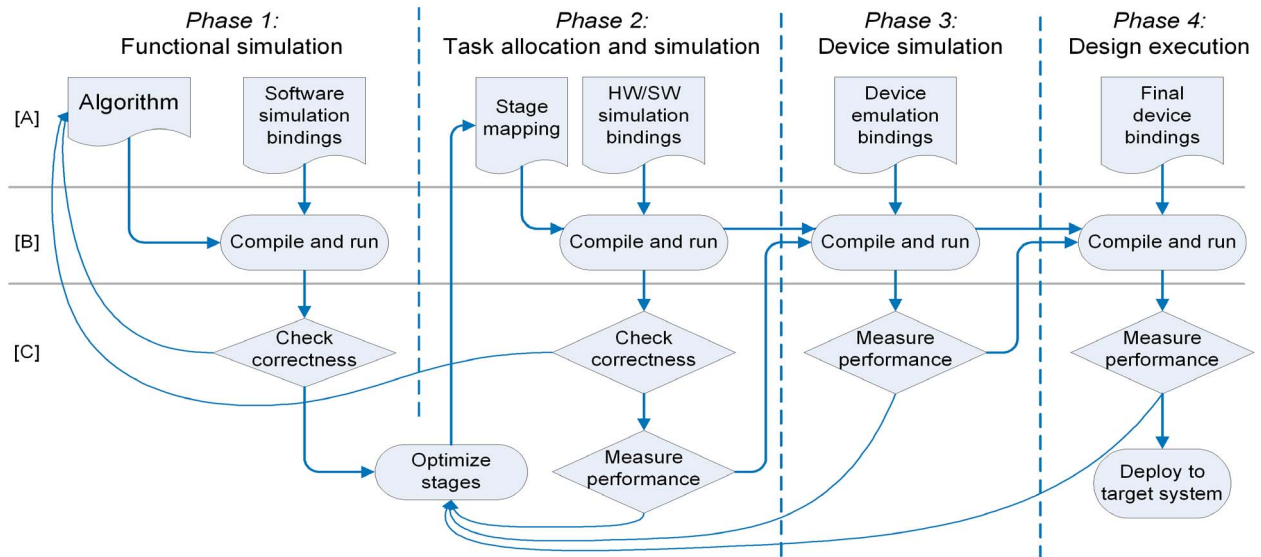 Phase 1:
Functional simulation
Phase 2:
Task allocation and simulation
Phase 3:
Device simulation
Phase 4:
Design execution
[A]
Algorithm
Software
simulation
bindings
Stage
mapping
HW/SW
simulation
bindings
Device
emulation
bindings
Final
device
bindings
[B]
Compile and run
Compile and run
Compile and run
Compile and run
[C]
Check
correctness
Check
correctness
Measure
performance
Measure
performance
Optimize
stages
Measure
performance
Deploy to
target system